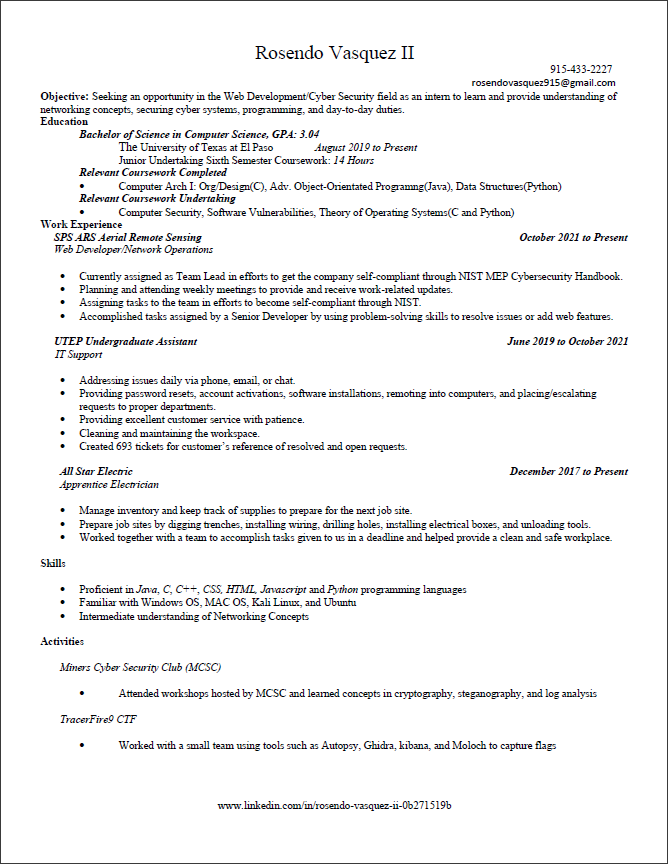 Rosendo Vasquez II
915-433-2227
rosendovasquez915@gmail.com
Objective: Seeking an opportunity in the Web Development/Cyber Security field as an intern to learn and provide understanding of
networking concepts, securing cyber systems, programming, and day-to-day duties.
Education
Bachelor of Science in Computer Science, GPA: 3.04
The University of Texas at El Paso August 2019 to Present
Junior Undertaking Sixth Semester Coursework: 14 Hours
Relevant Coursework Completed
• Computer Arch I: Org/Design(C), Adv. Object-Orientated Programng(Java), Data Structures(Python)
Relevant Coursework Undertaking
• Computer Security, Software Vulnerabilities, Theory of Operating Systems(C and Python)
Work Experience
SPS ARS Aerial Remote Sensing October 2021 to Present
Web Developer/Network Operations
• Currently assigned as Team Lead in efforts to get the company self-compliant through NIST MEP Cybersecurity Handbook.
• Planning and attending weekly meetings to provide and receive work-related updates.
• Assigning tasks to the team in efforts to become self-compliant through NIST.
• Accomplished tasks assigned by a Senior Developer by using problem-solving skills to resolve issues or add web features.
UTEP Undergraduate Assistant June 2019 to October 2021
IT Support
• Addressing issues daily via phone, email, or chat.
• Providing password resets, account activations, software installations, remoting into computers, and placing/escalating
requests to proper departments.
• Providing excellent customer service with patience.
• Cleaning and maintaining the workspace.
• Created 693 tickets for customer's reference of resolved and open requests.
All Star Electric December 2017 to Present
Apprentice Electrician
• Manage inventory and keep track of supplies to prepare for the next job site.
• Prepare job sites by digging trenches, installing wiring, drilling holes, installing electrical boxes, and unloading tools.
• Worked together with a team to accomplish tasks given to us in a deadline and helped provide a clean and safe workplace.
Skills
• Proficient in Java, C, C++, CSS, HTML, Javascript and Python programming languages
• Familiar with Windows OS, MAC OS, Kali Linux, and Ubuntu
• Intermediate understanding of Networking Concepts
Activities
Miners Cyber Security Club (MCSC)
• Attended workshops hosted by MCSC and learned concepts in cryptography, steganography, and log analysis
TracerFire9 CTF
• Worked with a small team using tools such as Autopsy, Ghidra, kibana, and Moloch to capture flags
www.linkedin.com/in/rosendo-vasquez-ii-0b271519b